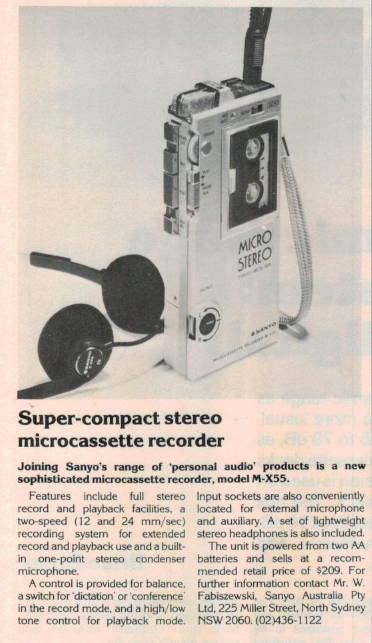 MICRO
STEREO
SANYO
MICROCASSETTE RECORDER
SANYO
Super-compact stereo
microcassette recorder
Joining Sanyo's range of 'personal audio' products is a new
sophisticated microcassette recorder, model M-X55.
Features include full stereo
record and playback facilities, a
two-speed (12 and 24 mm/sec)
recording system for extended
record and playback use and a built-
in one-point stereo condenser
microphone.
A control is provided for balance,
a switch for 'dictation' or 'conference'
in the record mode, and a high/low
tone control for playback mode.
Input sockets are also conveniently
located for external microphone
and auxiliary. A set of lightweight
stereo headphones is also included.
The unit is powered from two AA
batteries and sells at a recom-
mended retail price of $209. For
further information contact Mr. W.
Fabiszewski, Sanyo Australia Pty
Ltd, 225 Miller Street, North Sydney
NSW 2060. (02)436-1122